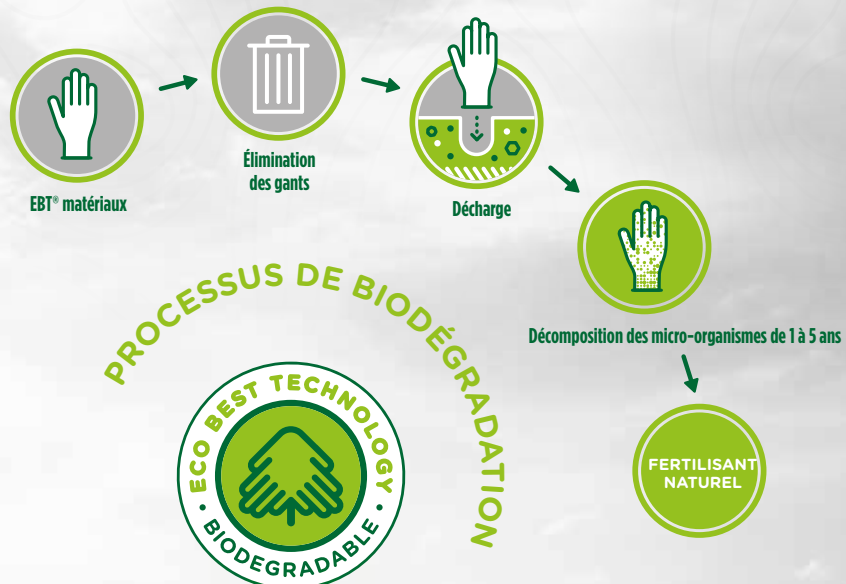 EBT® matériaux
Élimination
des gants
Décharge
Décomposition des micro-organismes de 1 à 5 ans
FERTILISANT
NATUREL
PROCESSUS DE BIODÉGRADATION
ECO BEST TECHNOLOGY
• BIODEGRADABLE •